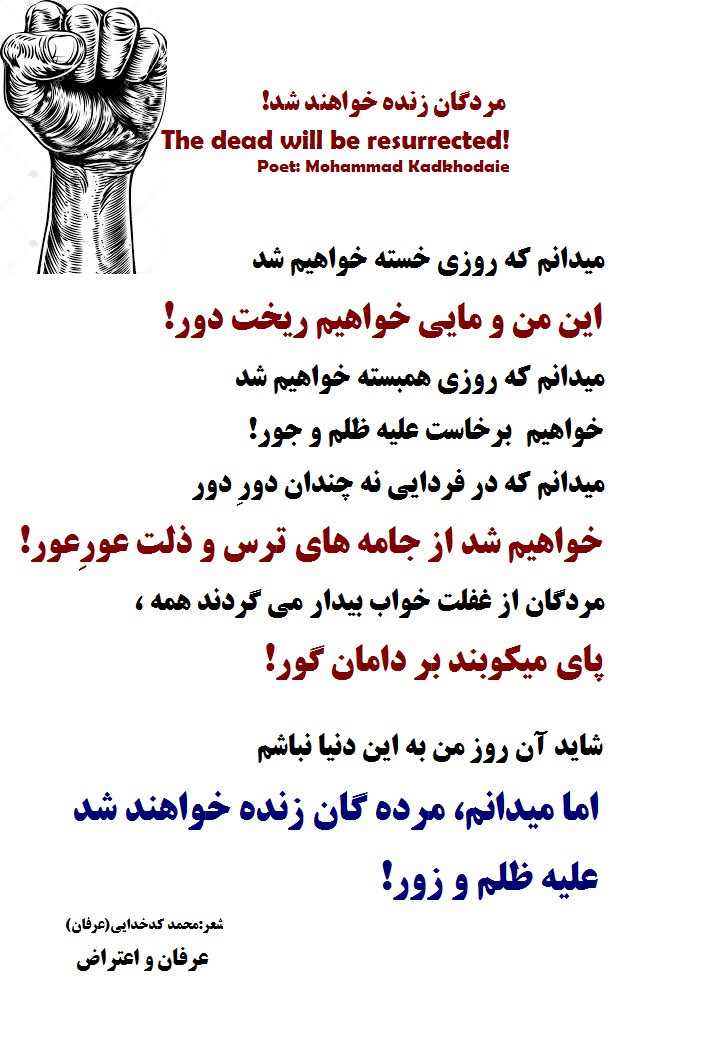 مردگان زنده خواهند شد!
The dead will be resurrected!
Poet: Mohammad Kadkhodaie
میدانم که روزی خسته خواهیم شد
این من و مایی خواهیم ریخت دور!
میدانم که روزی همبسته خواهیم شد
خواهیم برخاست علیه ظلم و جور!
میدانم که در فردایی نه چندان دورِ دور
خواهیم شد از جامه های ترس و ذلت عورِعور!
مردگان از غفلت خواب بیدار می گردند همه ،
پای میکوبند بر دامان گور!
شاید آن روز من به این دنیا نباشم
اما میدانم، مرده گان زنده خواهند شد
علیه ظلم و زور!
شعر:محمد کدخدایی(عرفان)
عرفان و اعتراض